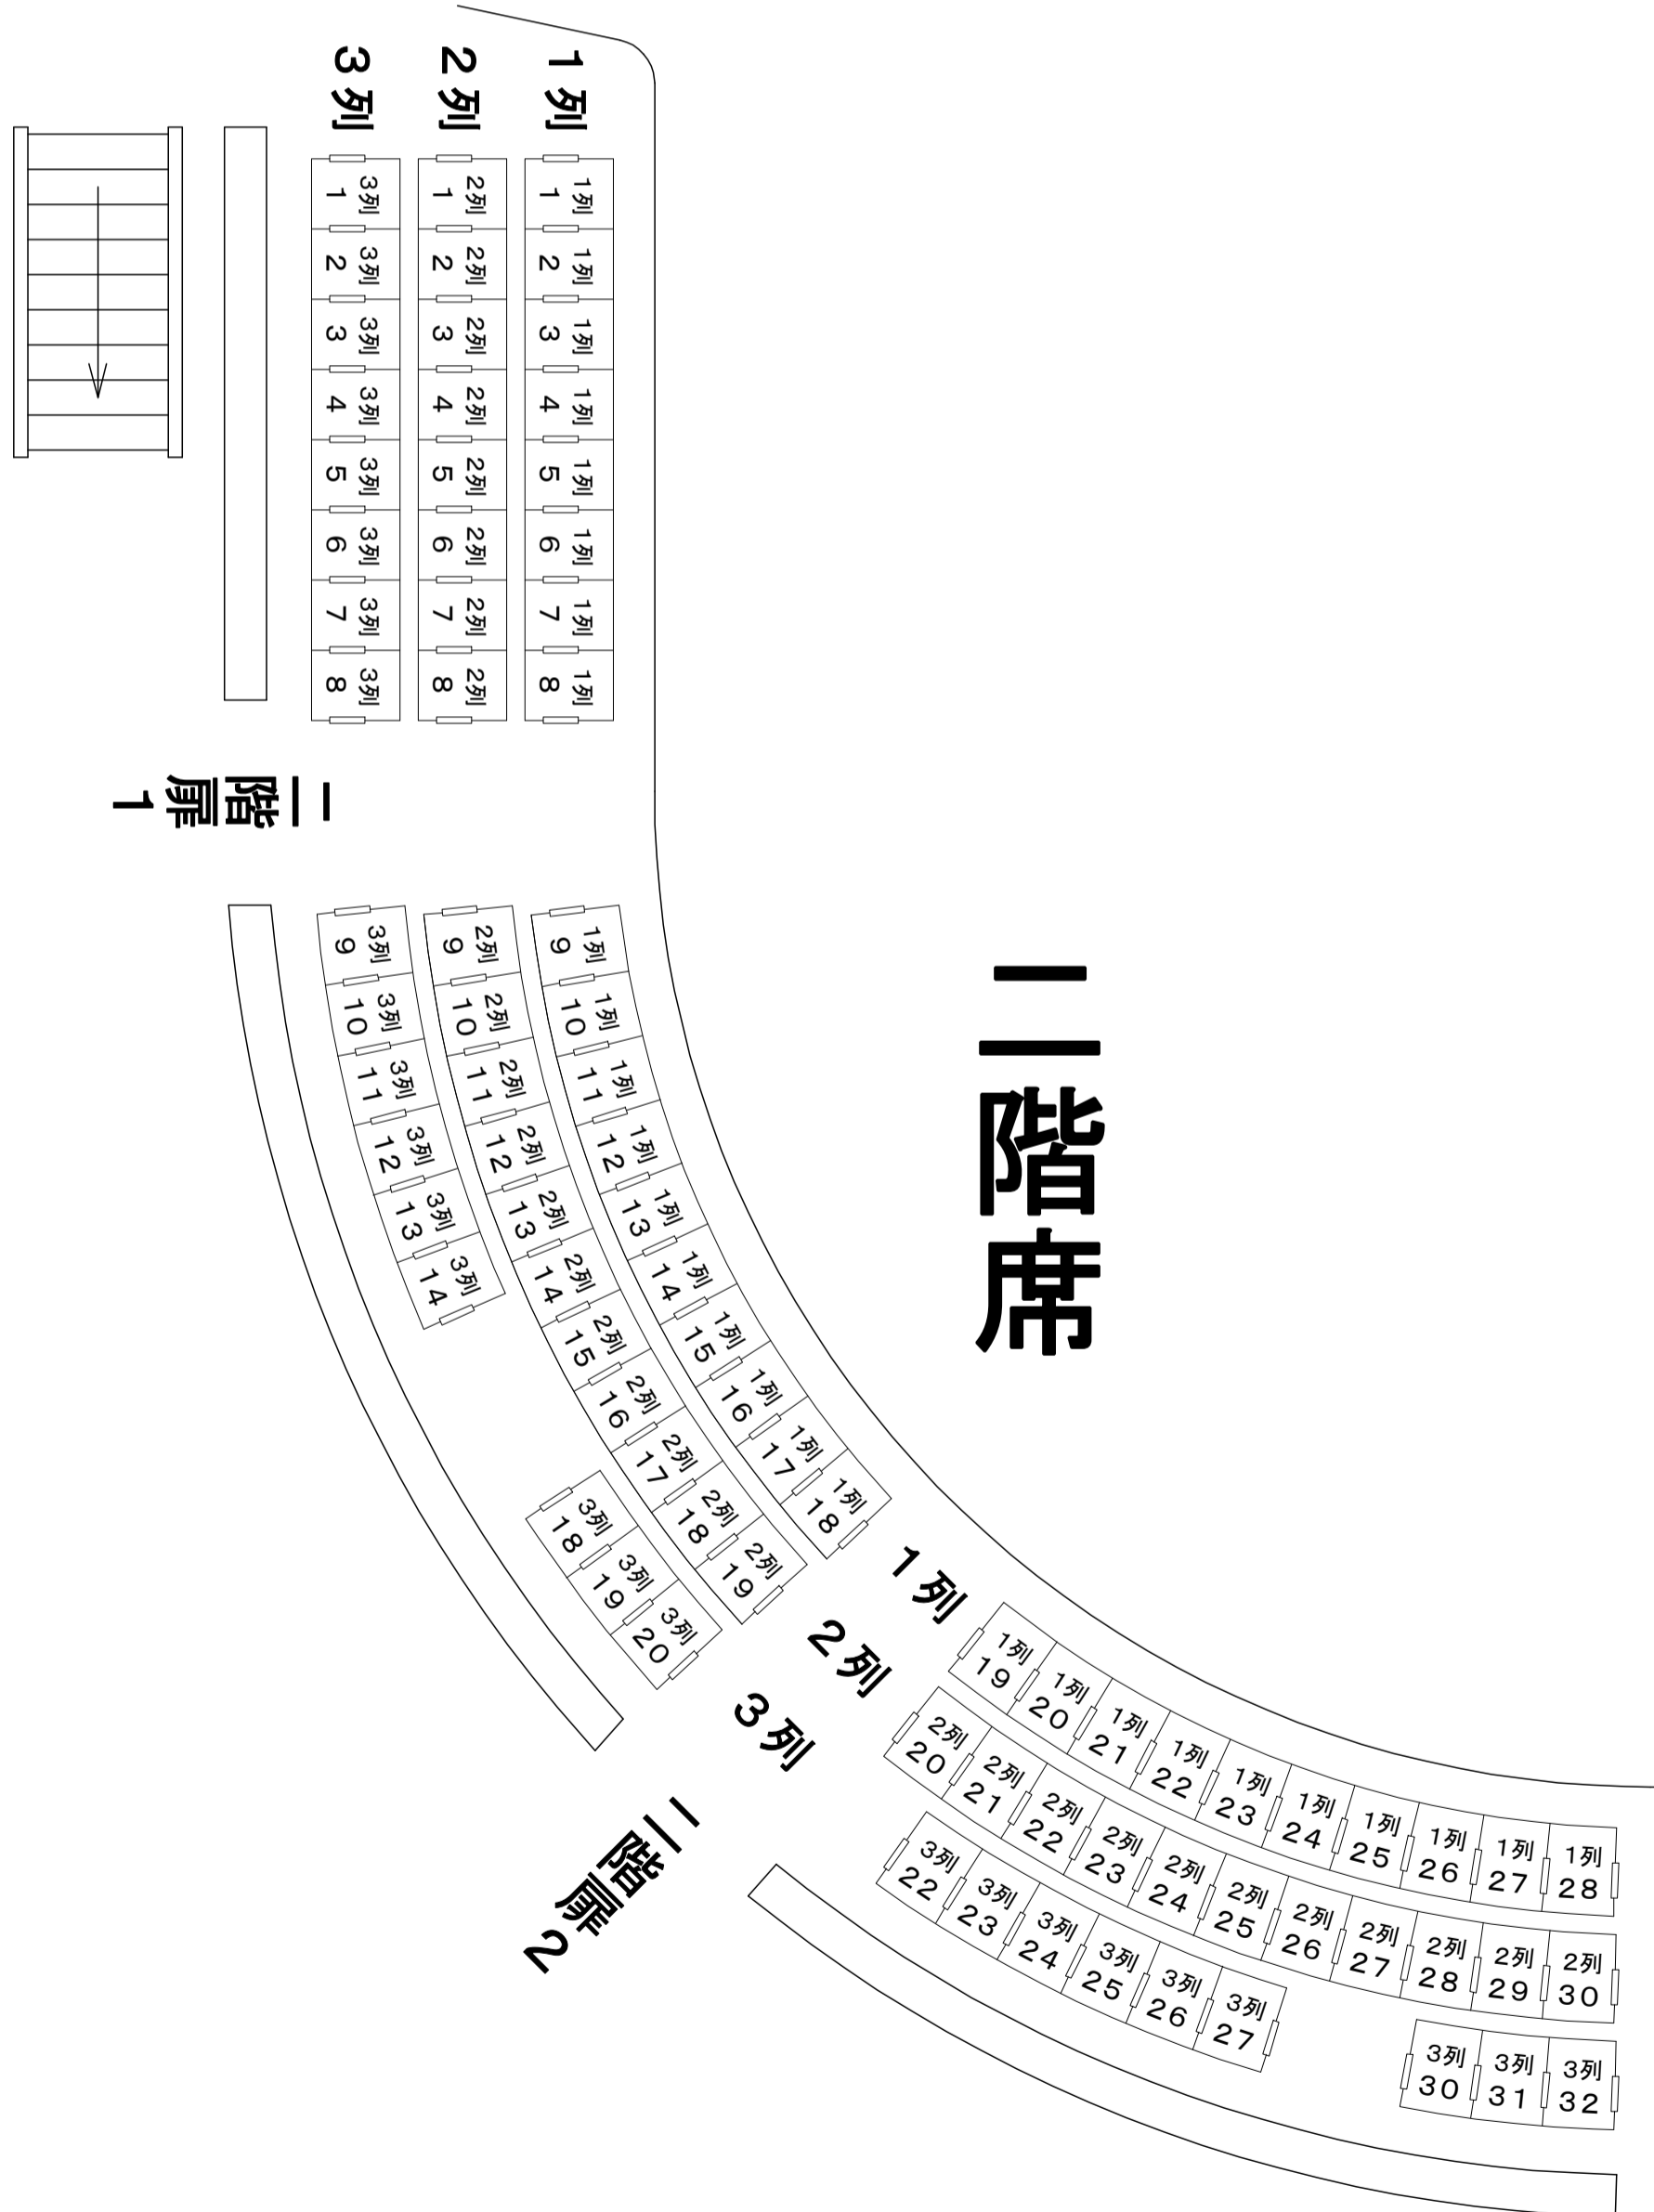 1列
2列
3列
1列 1
1列 2
1列 3
1列 4
1列 5
1列 6
1列 7
1列 8
2列 1
2列 2
2列 3
2列 4
2列 5
2列 6
2列 7
2列 8
3列 1
3列 2
3列 3
3列 4
3列 5
3列 6
3列 7
3列 8
二階
扉
1
二階席
1列 9
1列 10
1列 11
1列 12
1列 13
1列 14
1列 15
1列 16
1列 17
1列 18
2列 9
2列 10
2列 11
2列 12
2列 13
2列 14
2列 15
2列 16
2列 17
2列 18
2列 19
3列 9
3列 10
3列 11
3列 12
3列 13
3列 14
3列 18
3列 19
3列 20
1列
2列
3列
二階
扉
2
1列 19
1列 20
1列 21
1列 22
1列 23
1列 24
1列 25
1列 26
1列 27
1列 28
2列 20
2列 21
2列 22
2列 23
2列 24
2列 25
2列 26
2列 27
2列 28
2列 29
2列 30
3列 22
3列 23
3列 24
3列 25
3列 26
3列 27
3列 30
3列 31
3列 32